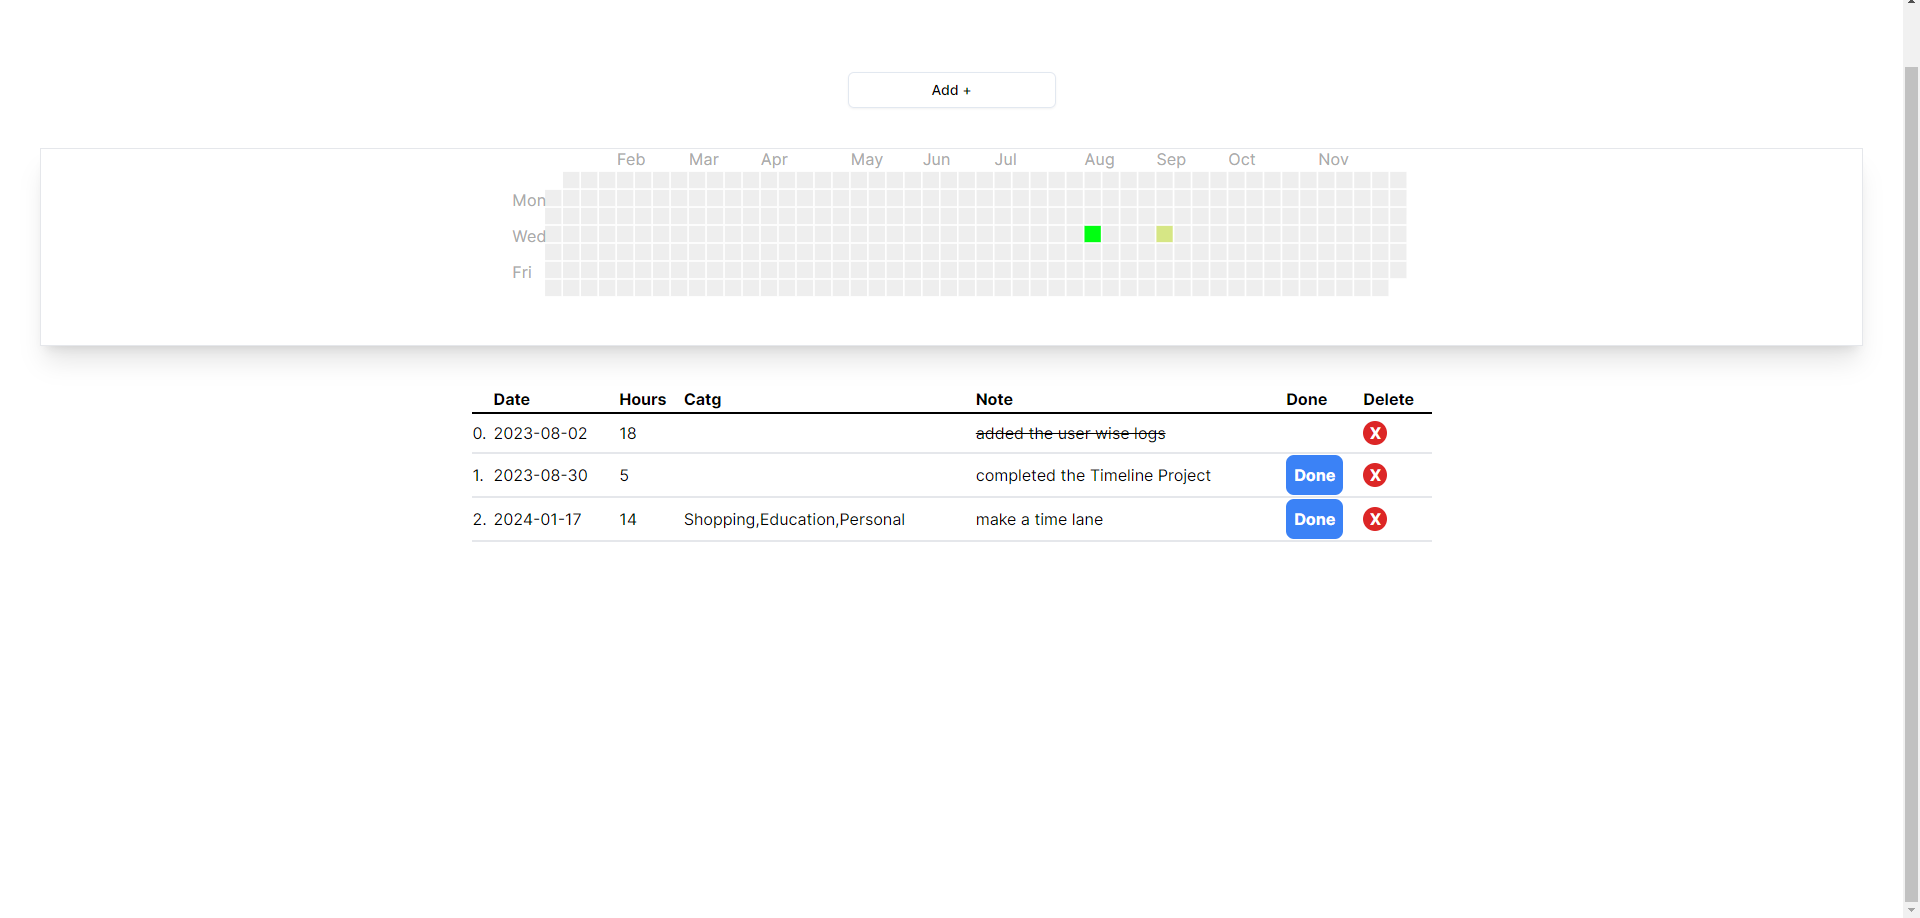 Add +
Feb Mar Apr May Jun Jul Aug Sep Oct Nov
Mon
Wed
Fri
Date Hours Catg Note Done Delete
0. 2023-08-02 18 added the user wise logs X
1. 2023-08-30 5 completed the Timeline Project Done X
2. 2024-01-17 14 Shopping,Education,Personal make a time lane Done X